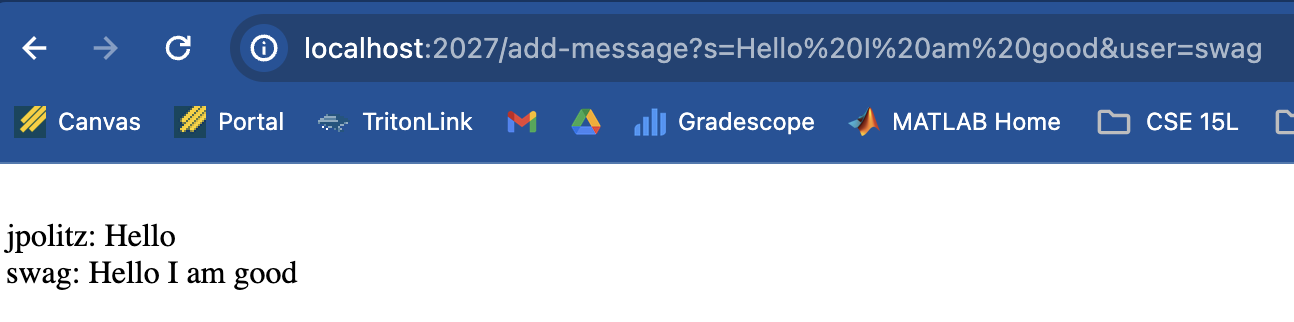 localhost:2027/add-message?s=Hello%20I%20am%20good&user=swag
Canvas Portal TritonLink Gradescope MATLAB Home CSE 15L
jpolitz: Hello
swag: Hello I am good